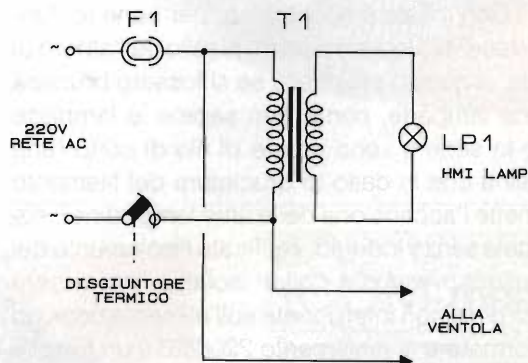 F1
T1
~
220V
RETE AC
LP1
HMI LAMP
~
DISGIUNTORE
TERMICO
ALLA
VENTOLA